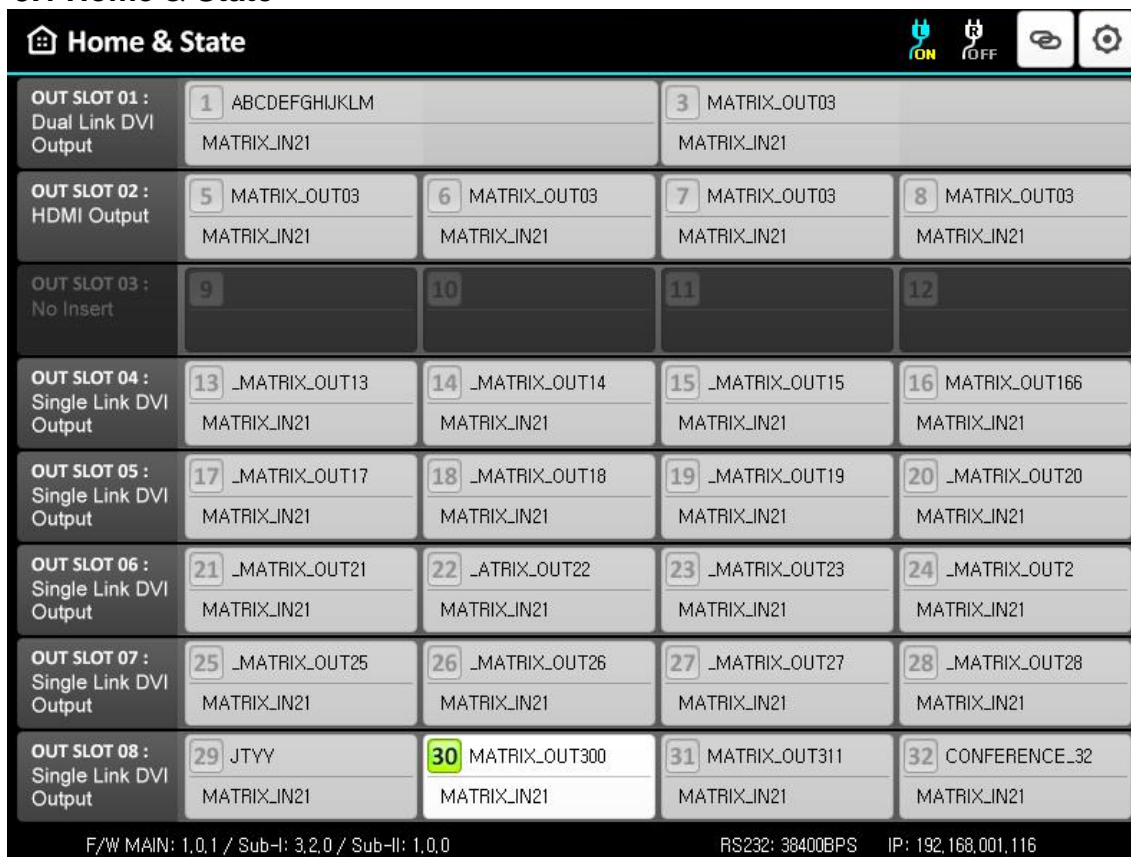 Home & State
L ON
R OFF
OUT SLOT 01 :
Dual Link DVI
Output
1 ABCDEFGHIJKLM
MATRIX_IN21
3 MATRIX_OUT03
MATRIX_IN21
OUT SLOT 02 :
HDMI Output
5 MATRIX_OUT03
MATRIX_IN21
6 MATRIX_OUT03
MATRIX_IN21
7 MATRIX_OUT03
MATRIX_IN21
8 MATRIX_OUT03
MATRIX_IN21
OUT SLOT 03 :
No Insert
9
10
11
12
OUT SLOT 04 :
Single Link DVI
Output
13 _MATRIX_OUT13
MATRIX_IN21
14 _MATRIX_OUT14
MATRIX_IN21
15 _MATRIX_OUT15
MATRIX_IN21
16 MATRIX_OUT166
MATRIX_IN21
OUT SLOT 05 :
Single Link DVI
Output
17 _MATRIX_OUT17
MATRIX_IN21
18 _MATRIX_OUT18
MATRIX_IN21
19 _MATRIX_OUT19
MATRIX_IN21
20 _MATRIX_OUT20
MATRIX_IN21
OUT SLOT 06 :
Single Link DVI
Output
21 _MATRIX_OUT21
MATRIX_IN21
22 _ATRIX_OUT22
MATRIX_IN21
23 _MATRIX_OUT23
MATRIX_IN21
24 _MATRIX_OUT2
MATRIX_IN21
OUT SLOT 07 :
Single Link DVI
Output
25 _MATRIX_OUT25
MATRIX_IN21
26 _MATRIX_OUT26
MATRIX_IN21
27 _MATRIX_OUT27
MATRIX_IN21
28 _MATRIX_OUT28
MATRIX_IN21
OUT SLOT 08 :
Single Link DVI
Output
29 JTYY
MATRIX_IN21
30 MATRIX_OUT300
MATRIX_IN21
31 MATRIX_OUT311
MATRIX_IN21
32 CONFERENCE_32
MATRIX_IN21
F/W MAIN: 1,0,1 / Sub-I: 3,2,0 / Sub-II: 1,0,0
RS232: 38400BPS
IP: 192,168,001,116